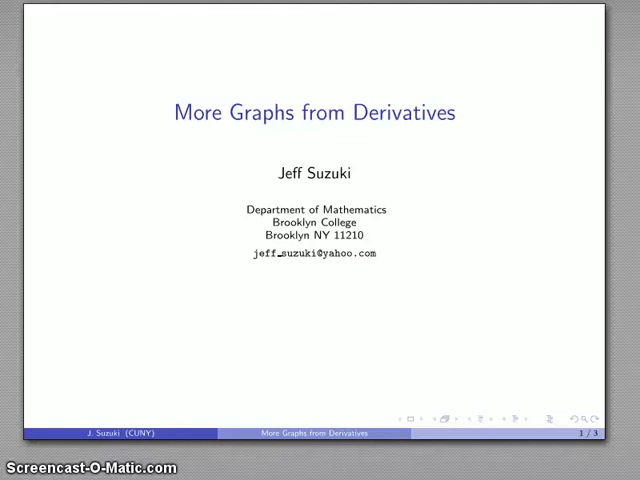 More Graphs from Derivatives
Jeff Suzuki
Department of Mathematics
Brooklyn College
Brooklyn NY 11210
jeff_suzuki@yahoo.com
J. Suzuki (CUNY)
More Graphs from Derivatives
1 / 3
Screencast-O-Matic.com